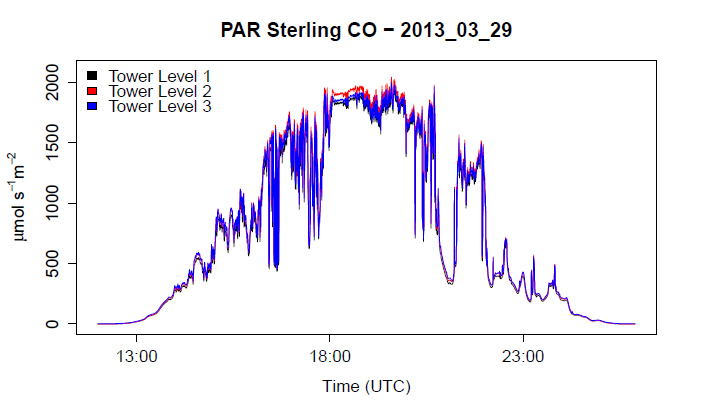 PAR Sterling CO − 2013_03_29
Tower Level 1
Tower Level 2
Tower Level 3
μmol s⁻¹m⁻²
2000
1500
1000
500
0
13:00 18:00 23:00
Time (UTC)